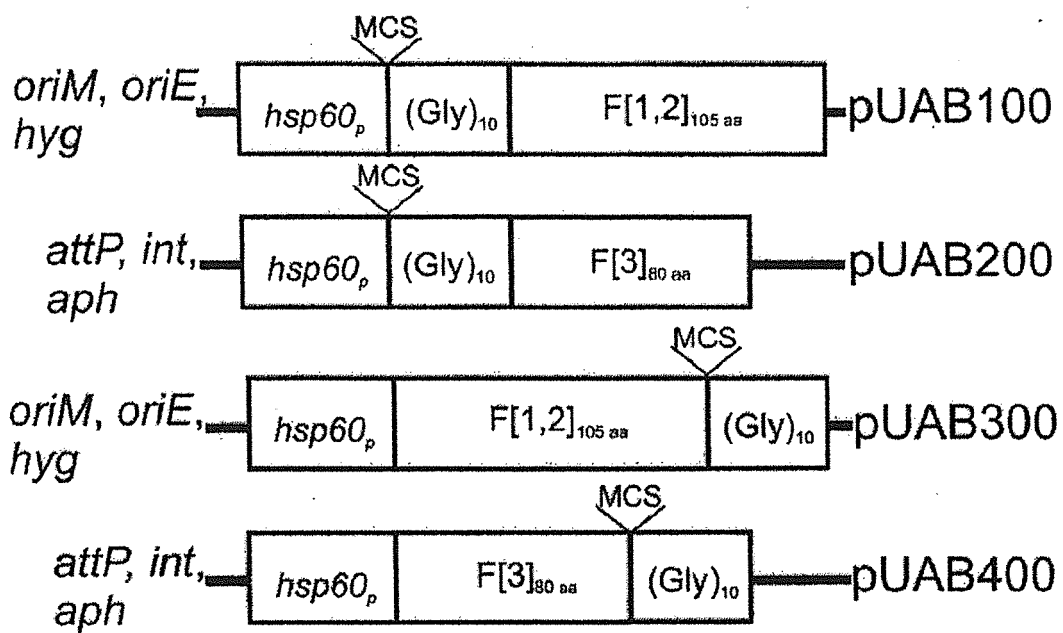 MCS
oriM, oriE, hsp60p (Gly)10 F[1,2]105 aa pUAB100
hyg
MCS
attP, int, hsp60p (Gly)10 F[3]80 aa pUAB200
aph
MCS
oriM, oriE, hsp60p F[1,2]105 aa (Gly)10 pUAB300
hyg
MCS
attP, int, hsp60p F[3]80 aa (Gly)10 pUAB400
aph